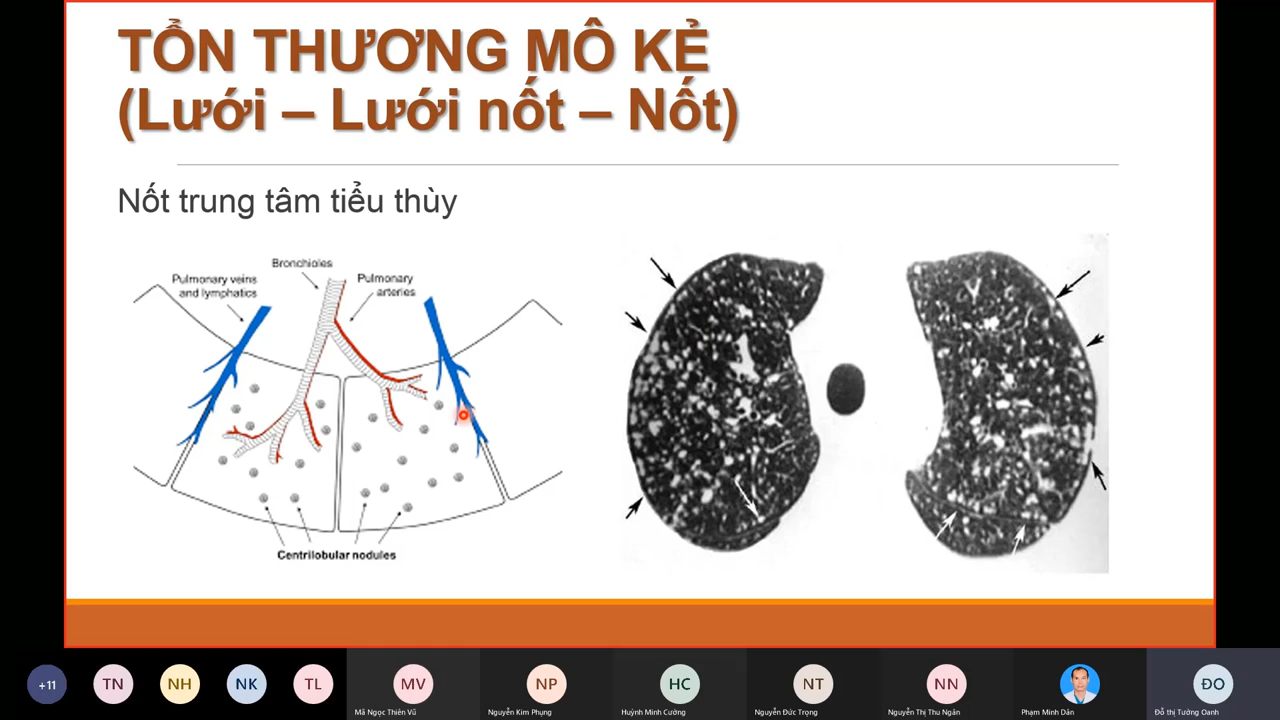 TỔN THƯƠNG MÔ KẺ
(Lưới – Lưới nốt – Nốt)
Nốt trung tâm tiểu thùy
Bronchioles
Pulmonary veins
and lymphatics
Pulmonary
arteries
Centrilobular nodules
+11
TN
NH
NK
TL
MV
NP
HC
NT
NN
ĐO
Mã Ngọc Thiên Vũ
Nguyễn Kim Phụng
Huỳnh Minh Cường
Nguyễn Đức Trọng
Nguyễn Thị Thu Ngân
Phạm Minh Dân
Đỗ thị Tường Oanh